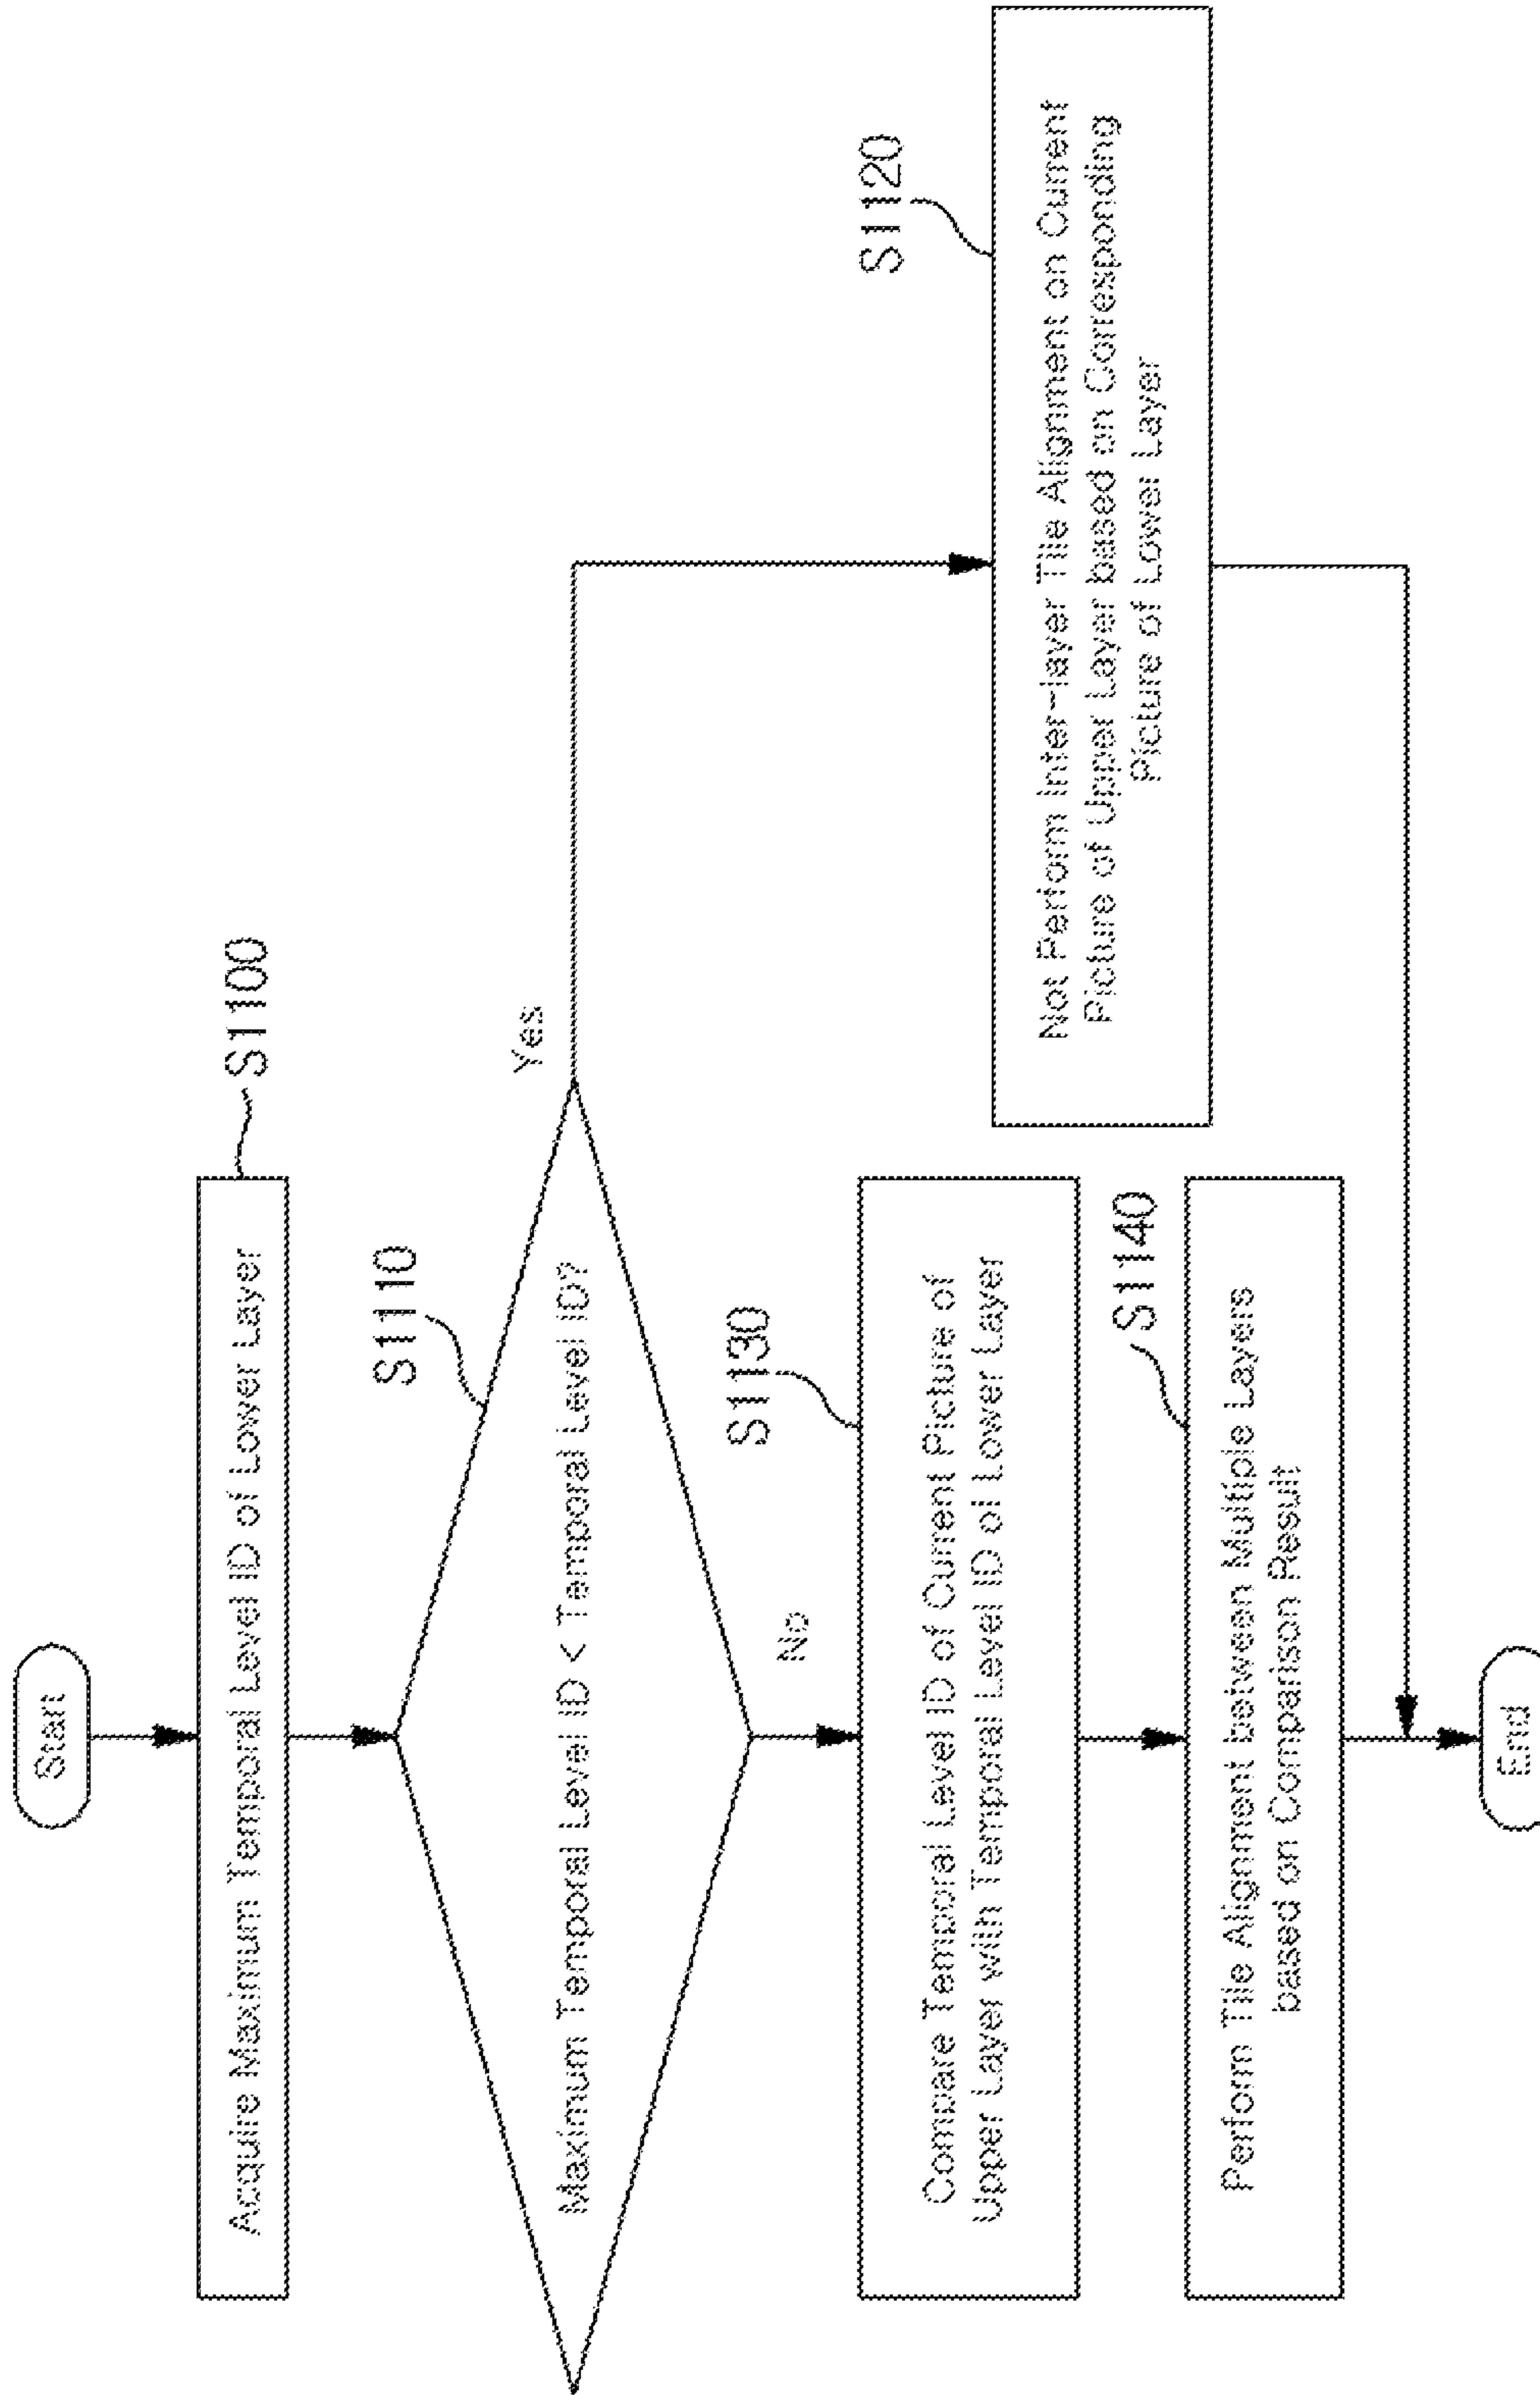 Start
S1100
Acquire Maximum Temporal Level ID of Lower Layer
S1110
Maximum Temporal Level ID < Temporal Level ID?
Yes
No
S1120
Not Perform Inter-layer Tile Alignment on Current
Picture of Upper Layer based on Corresponding
Picture of Lower Layer
S1130
Compare Temporal Level ID of Current Picture of
Upper Layer with Temporal Level ID of Lower Layer
S1140
Perform Tile Alignment between Multiple Layers
based on Comparison Result
End